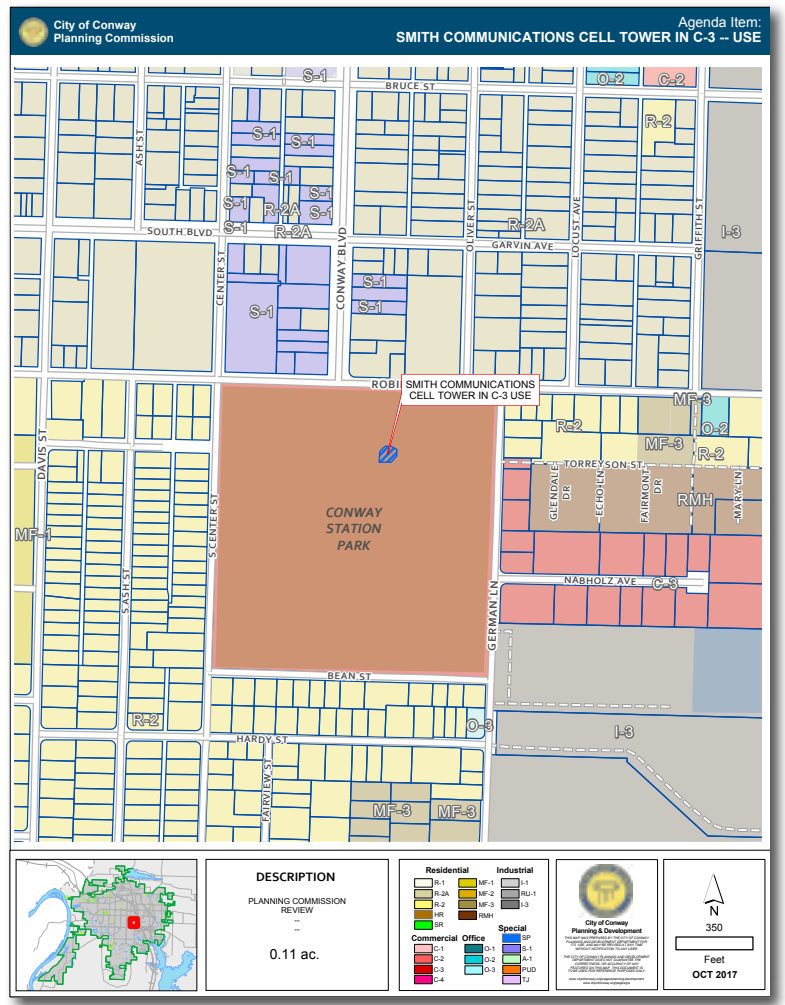 City of Conway
Planning Commission
Agenda Item:
SMITH COMMUNICATIONS CELL TOWER IN C-3 -- USE
S-1
O-2
C-2
BRUCE ST
R-2
ASH ST
S-1
S-1
S-1
S-1
S-1
S-1
R-2A
S-1
S-1
R-2A
R-2A
SOUTH BLVD
CENTER ST
CONWAY BLVD
OLIVER ST
GARVIN AVE
LOCUST AVE
GRIFFITH ST
I-3
S-1
S-1
S-1
SMITH COMMUNICATIONS
CELL TOWER IN C-3 USE
MF-3
R-2
O-2
MF-3
R-2
DAVIS ST
TORREYSON ST
GLENDALE
DR
ECHO LN
FAIRMONT
DR
RMH
MARY LN
S CENTER ST
CONWAY
STATION
PARK
MF-1
S ASH ST
GERMAN LN
NABHOLZ AVE
C-3
BEAN ST
R-2
O-3
I-3
HARDY ST
FAIRVIEW ST
MF-3
MF-3
DESCRIPTION
PLANNING COMMISSION
REVIEW
--
--
0.11 ac.
Residential
R-1
R-2A
R-2
HR
SR
MF-1
MF-2
MF-3
RMH
Industrial
I-1
RU-1
I-3
Commercial
C-1
C-2
C-3
C-4
Office
O-1
O-2
O-3
Special
SP
S-1
A-1
PUD
TJ
City of Conway
Planning & Development
N
350
Feet
OCT 2017